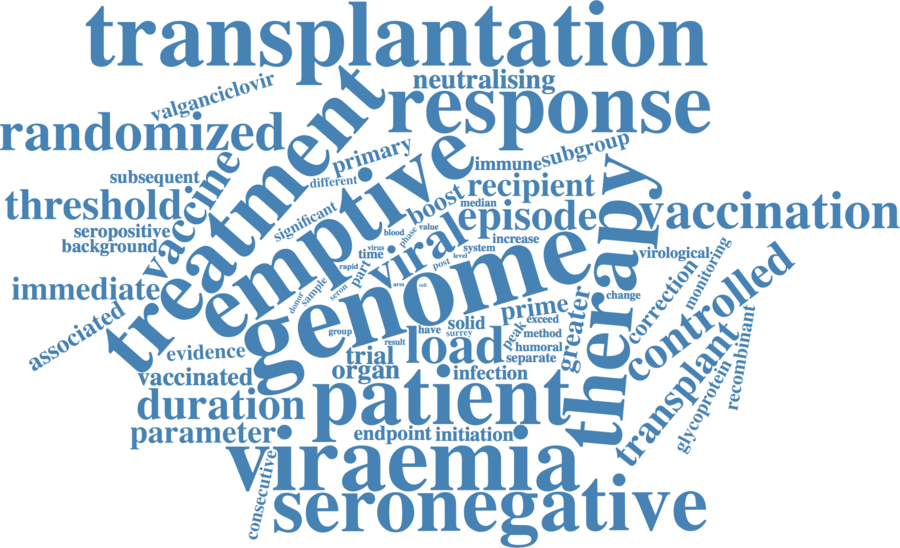 transplantation
neutralising
valganciclovir
response
randomized
treatment
primary
subgroup
immune
emptive
vaccine
subsequent
different
recipient
boost
median
threshold
significant
episode
vaccination
seropositive
background
blood
phase
value
viral
system
increase
virus
time
post
level
therapy
virological
monitoring
immediate
rapid
part
genome
correction
controlled
donor
sample
seron
arm
cell
change
associated
prime
greater
exceed
peak
solid
have
surrey
group
method
humoral
separate
evidence
result
load
trial
organ
infection
vaccinated
transplant
recombinant
glycoprotein
duration
patient
parameter
endpoint
initiation
viraemia
consecutive
seronegative